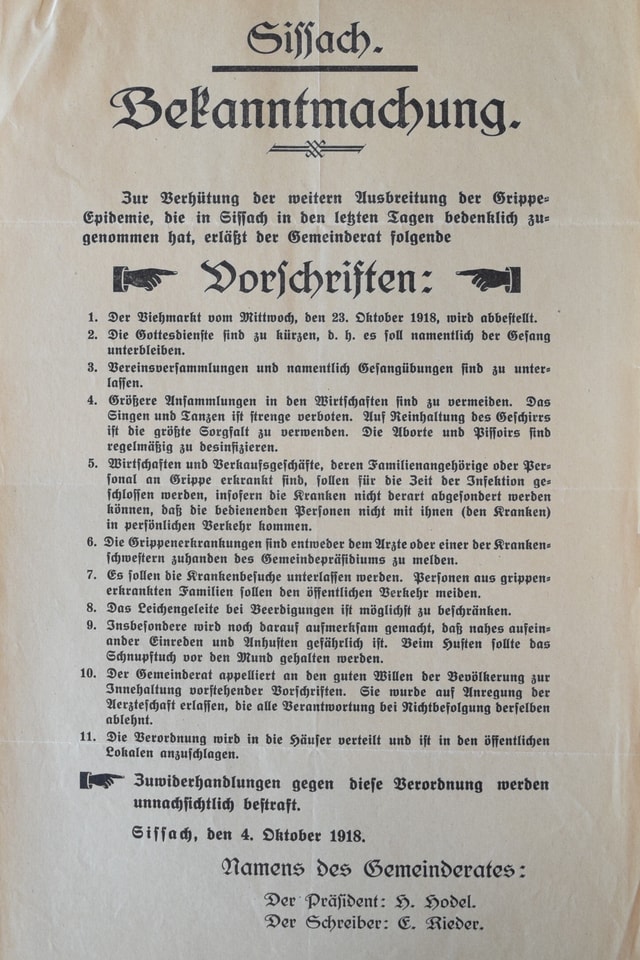 Sissach.
Bekanntmachung.
Zur Verhütung der weitern Ausbreitung der Grippe-
Epidemie, die in Sissach in den letzten Tagen bedenklich zu-
genommen hat, erläßt der Gemeinderat folgende
Vorschriften:
1. Der Viehmarkt vom Mittwoch, den 23. Oktober 1918, wird abbestellt.
2. Die Gottesdienste sind zu kürzen, d. h. es soll namentlich der Gesang
unterbleiben.
3. Vereinsversammlungen und namentlich Gesangübungen sind zu unter-
lassen.
4. Größere Ansammlungen in den Wirtschaften sind zu vermeiden. Das
Singen und Tanzen ist strenge verboten. Auf Reinhaltung des Geschirrs
ist die größte Sorgfalt zu verwenden. Die Aborte und Pissoirs sind
regelmäßig zu desinfizieren.
5. Wirtschaften und Verkaufsgeschäfte, deren Familienangehörige oder Per-
sonal an Grippe erkrankt sind, sollen für die Zeit der Infektion ge-
schlossen werden, insofern die Kranken nicht derart abgesondert werden
können, daß die bedienenden Personen nicht mit ihnen (den Kranken)
in persönlichen Verkehr kommen.
6. Die Grippenerkrankungen sind entweder dem Arzte oder einer der Kranken-
schwestern zuhanden des Gemeindepräsidiums zu melden.
7. Es sollen die Krankenbesuche unterlassen werden. Personen aus grippen-
erkrankten Familien sollen den öffentlichen Verkehr meiden.
8. Das Leichengeleite bei Beerdigungen ist möglichst zu beschränken.
9. Insbesondere wird noch darauf aufmerksam gemacht, daß nahes aufein-
ander Einreden und Anhusten gefährlich ist. Beim Husten sollte das
Schnupftuch vor den Mund gehalten werden.
10. Der Gemeinderat appelliert an den guten Willen der Bevölkerung zur
Innehaltung vorstehender Vorschriften. Sie wurde auf Anregung der
Aerzteschaft erlassen, die alle Verantwortung bei Nichtbefolgung derselben
ablehnt.
11. Die Verordnung wird in die Häuser verteilt und ist in den öffentlichen
Lokalen anzuschlagen.
Zuwiderhandlungen gegen diese Verordnung werden
unnachsichtlich bestraft.
Sissach, den 4. Oktober 1918.
Namens des Gemeinderates:
Der Präsident: H. Hodel.
Der Schreiber: E. Rieder.